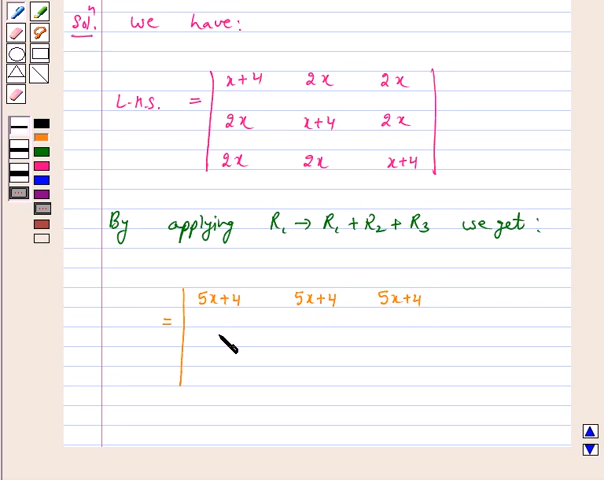 Solⁿ. We have:
L.H.S. = | x+4 2x 2x |
| 2x x+4 2x |
| 2x 2x x+4 |
By applying R₁ → R₁ + R₂ + R₃ we get:
= | 5x+4 5x+4 5x+4